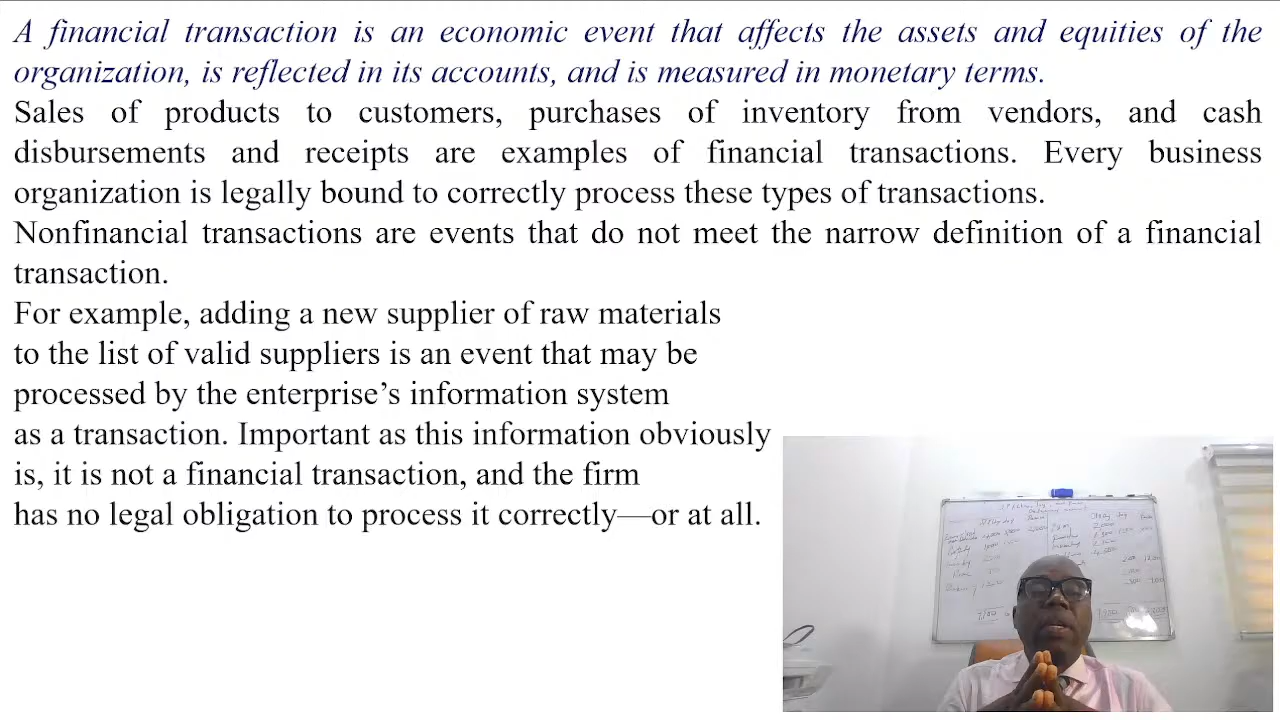 A financial transaction is an economic event that affects the assets and equities of the
organization, is reflected in its accounts, and is measured in monetary terms.
Sales of products to customers, purchases of inventory from vendors, and cash
disbursements and receipts are examples of financial transactions. Every business
organization is legally bound to correctly process these types of transactions.
Nonfinancial transactions are events that do not meet the narrow definition of a financial
transaction.
For example, adding a new supplier of raw materials
to the list of valid suppliers is an event that may be
processed by the enterprise’s information system
as a transaction. Important as this information obviously
is, it is not a financial transaction, and the firm
has no legal obligation to process it correctly—or at all.